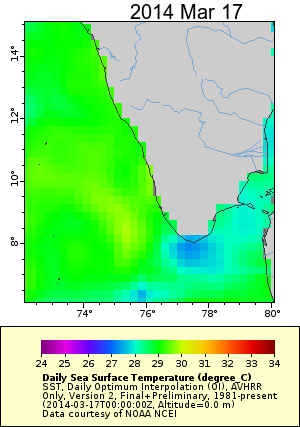 2014 Mar 17
14°
12°
10°
8°
74° 76° 78° 80°
24 25 26 27 28 29 30 31 32 33 34
Daily Sea Surface Temperature (degree_C)
SST, Daily Optimum Interpolation (OI), AVHRR
Only, Version 2, Final+Preliminary, 1981-present
(2014-03-17T00:00:00Z, Altitude=0.0 m)
Data courtesy of NOAA NCEI